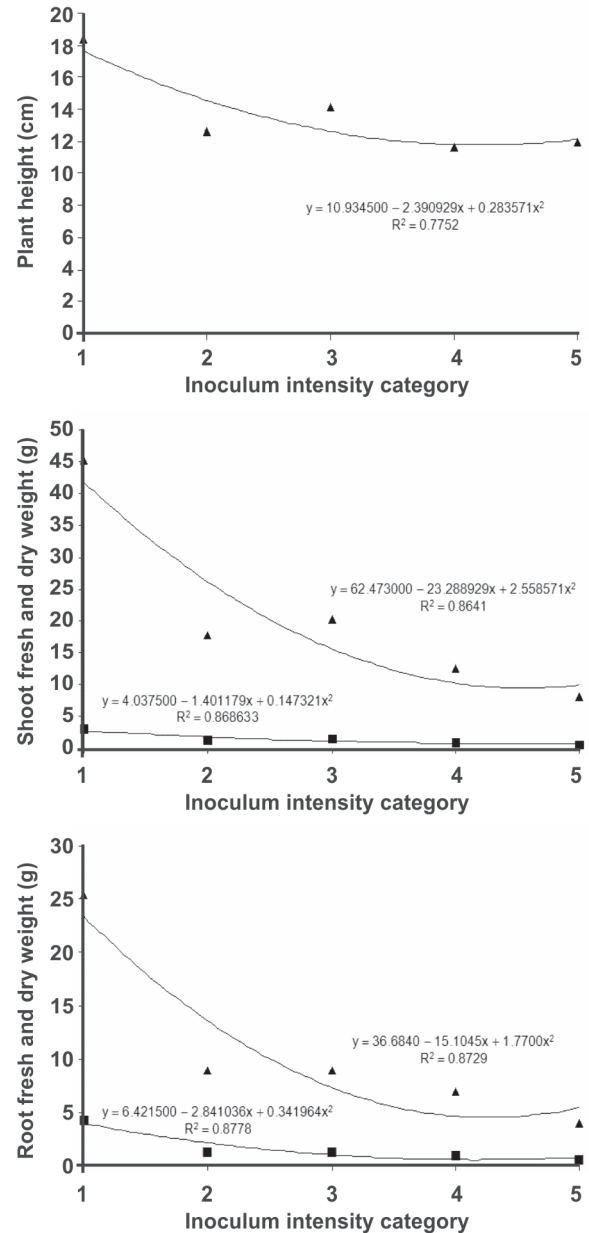 Plant height (cm)
20
18
16
14
12
10
8
6
4
2
0
y = 10.934500 – 2.390929x + 0.283571x²
R² = 0.7752
1 2 3 4 5
Inoculum intensity category
Shoot fresh and dry weight (g)
50
45
40
35
30
25
20
15
10
5
0
y = 62.473000 – 23.288929x + 2.558571x²
R² = 0.8641
y = 4.037500 – 1.401179x + 0.147321x²
R² = 0.868633
1 2 3 4 5
Inoculum intensity category
Root fresh and dry weight (g)
30
25
20
15
10
5
0
y = 36.6840 – 15.1045x + 1.7700x²
R² = 0.8729
y = 6.421500 – 2.841036x + 0.341964x²
R² = 0.8778
1 2 3 4 5
Inoculum intensity category